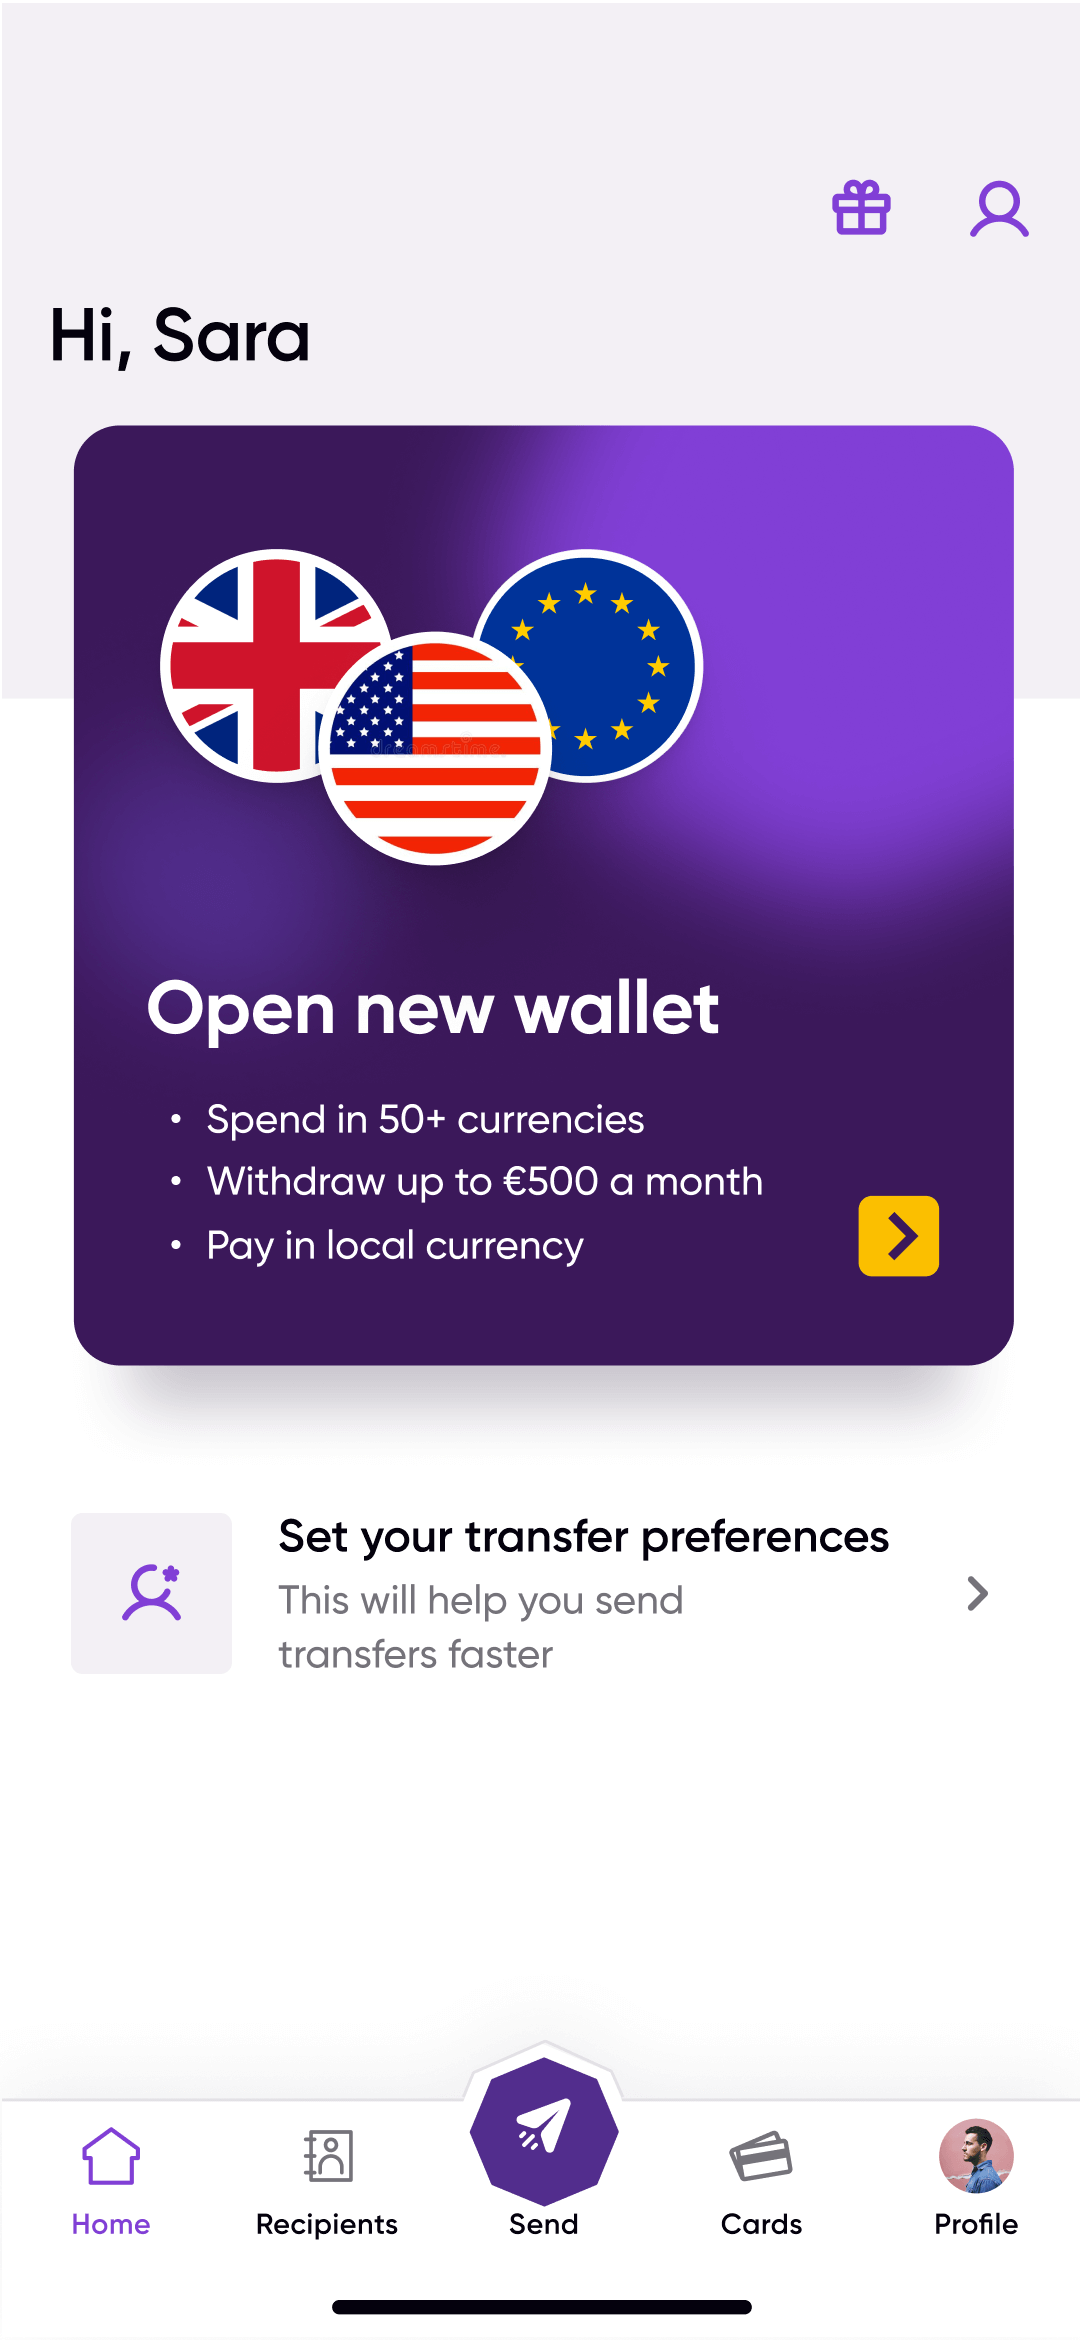 Hi, Sara
dreamstime
Open new wallet
• Spend in 50+ currencies
• Withdraw up to €500 a month
• Pay in local currency
Set your transfer preferences
This will help you send
transfers faster
Home Recipients Send Cards Profile